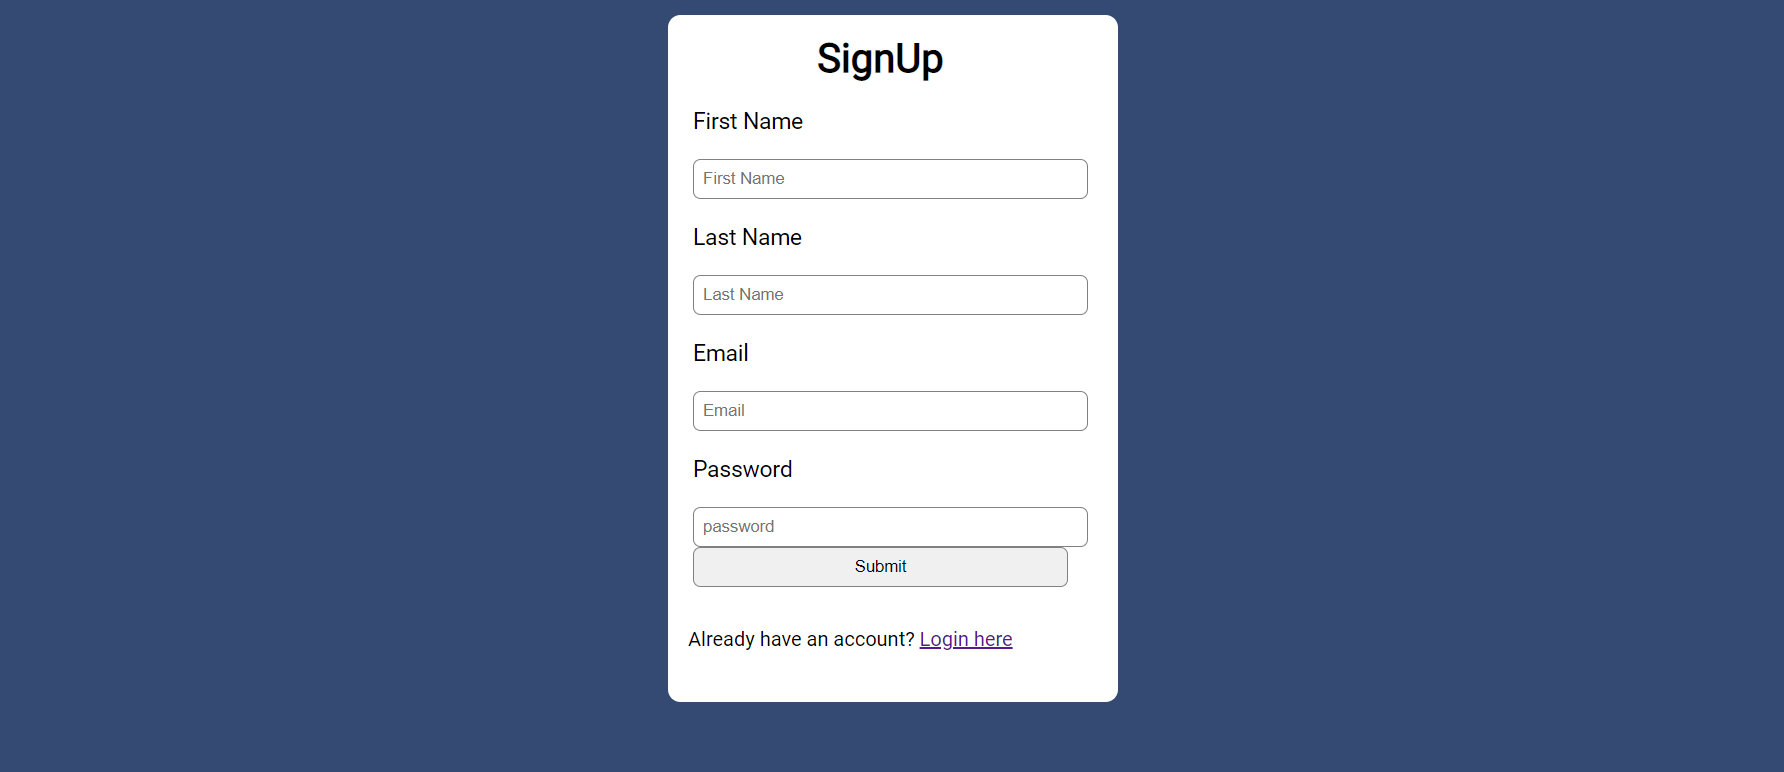 SignUp
First Name
First Name
Last Name
Last Name
Email
Email
Password
password
Submit
Already have an account? Login here